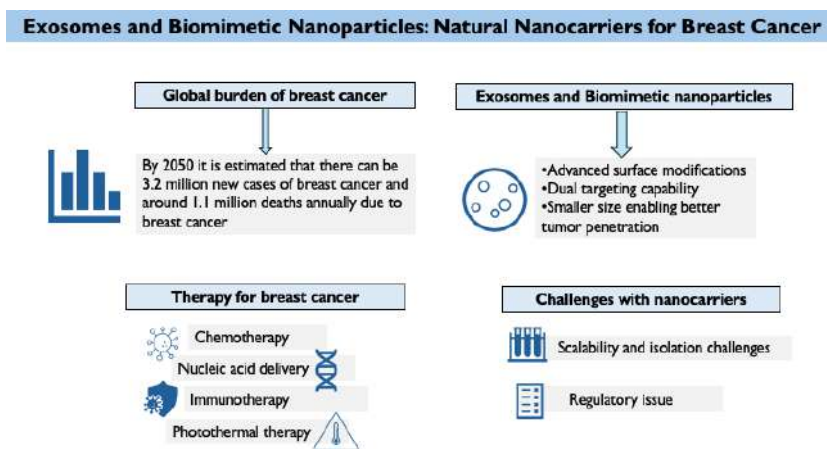 Exosomes and Biomimetic Nanoparticles: Natural Nanocarriers for Breast Cancer
Global burden of breast cancer
By 2050 it is estimated that there can be
3.2 million new cases of breast cancer and
around 1.1 million deaths annually due to
breast cancer
Exosomes and Biomimetic nanoparticles
•Advanced surface modifications
•Dual targeting capability
•Smaller size enabling better
tumor penetration
Therapy for breast cancer
Chemotherapy
Nucleic acid delivery
Immunotherapy
Photothermal therapy
Challenges with nanocarriers
Scalability and isolation challenges
Regulatory issue